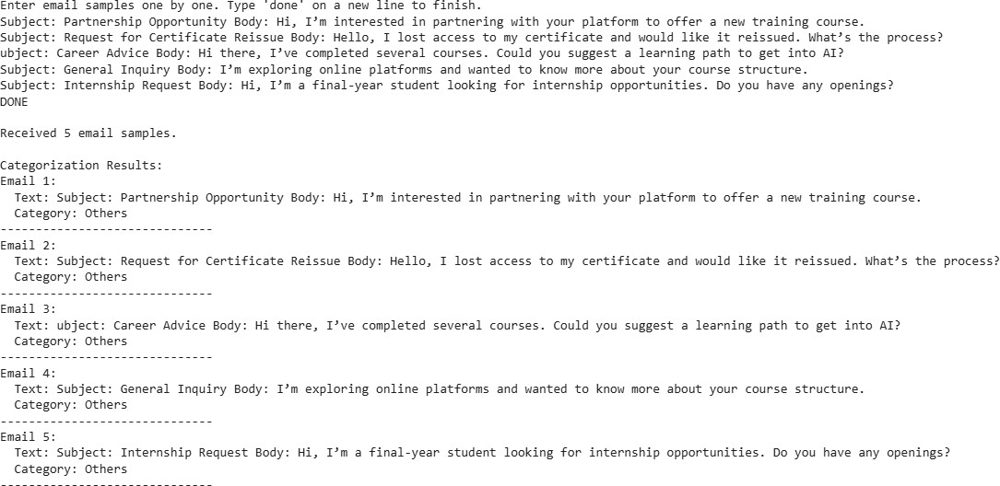 Enter email samples one by one. Type 'done' on a new line to finish.
Subject: Partnership Opportunity Body: Hi, I’m interested in partnering with your platform to offer a new training course.
Subject: Request for Certificate Reissue Body: Hello, I lost access to my certificate and would like it reissued. What’s the process?
ubject: Career Advice Body: Hi there, I’ve completed several courses. Could you suggest a learning path to get into AI?
Subject: General Inquiry Body: I’m exploring online platforms and wanted to know more about your course structure.
Subject: Internship Request Body: Hi, I’m a final-year student looking for internship opportunities. Do you have any openings?
DONE
Received 5 email samples.
Categorization Results:
Email 1:
Text: Subject: Partnership Opportunity Body: Hi, I’m interested in partnering with your platform to offer a new training course.
Category: Others
------------------------------
Email 2:
Text: Subject: Request for Certificate Reissue Body: Hello, I lost access to my certificate and would like it reissued. What’s the process?
Category: Others
------------------------------
Email 3:
Text: ubject: Career Advice Body: Hi there, I’ve completed several courses. Could you suggest a learning path to get into AI?
Category: Others
------------------------------
Email 4:
Text: Subject: General Inquiry Body: I’m exploring online platforms and wanted to know more about your course structure.
Category: Others
------------------------------
Email 5:
Text: Subject: Internship Request Body: Hi, I’m a final-year student looking for internship opportunities. Do you have any openings?
Category: Others
------------------------------